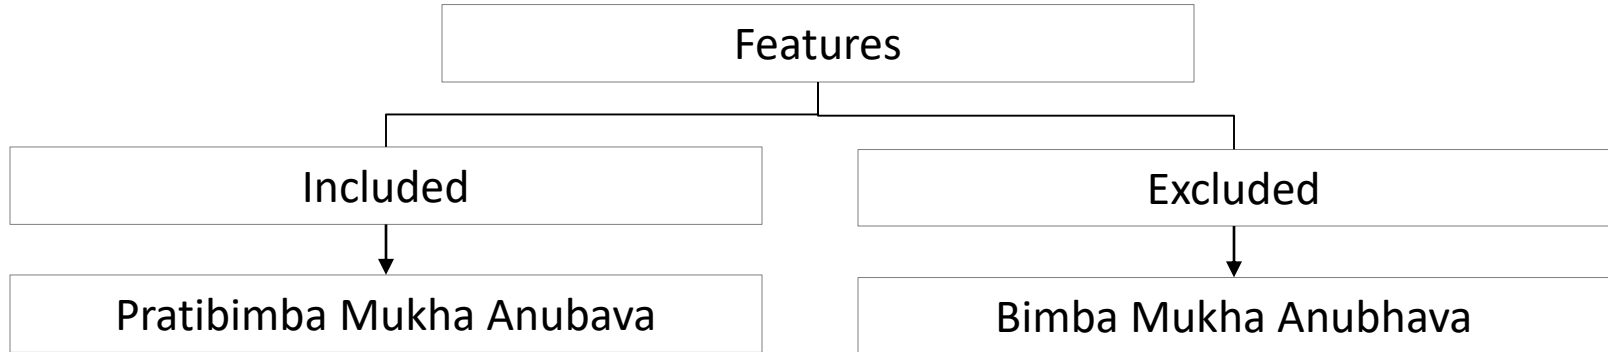 Features
Included
Excluded
Pratibimba Mukha Anubava
Bimba Mukha Anubhava